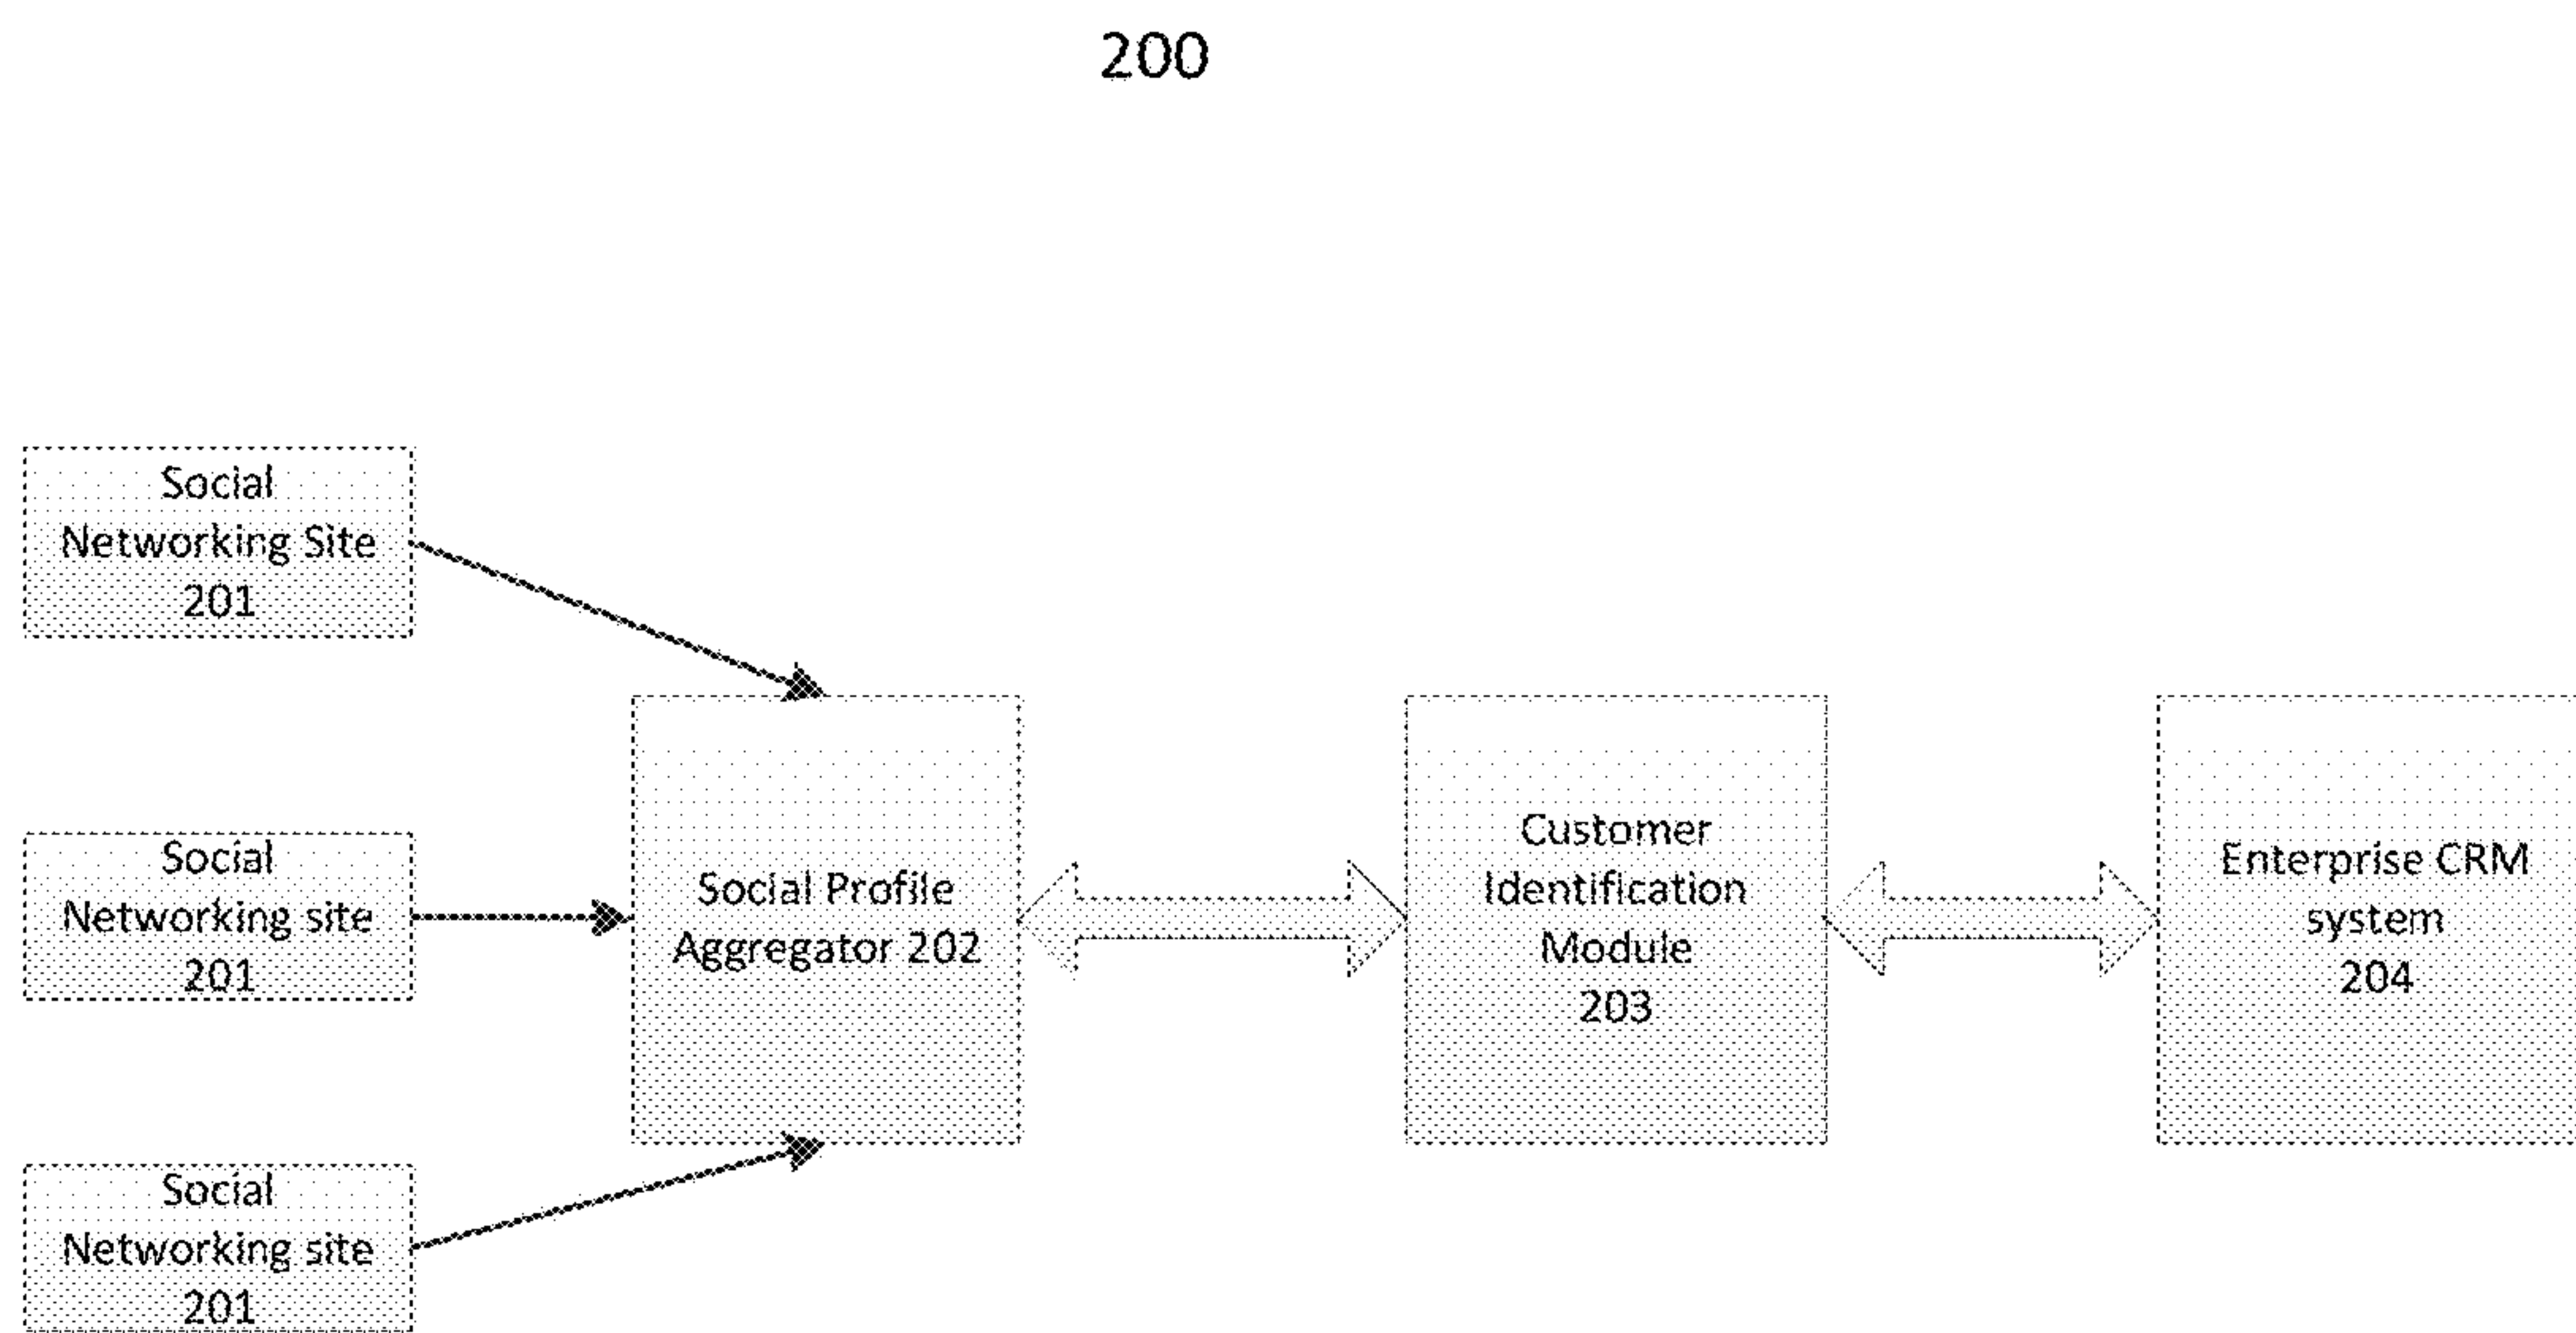 200
Social
Networking Site
201
Social
Networking site
201
Social
Networking site
201
Social Profile
Aggregator 202
Customer
Identification
Module
203
Enterprise CRM
system
204